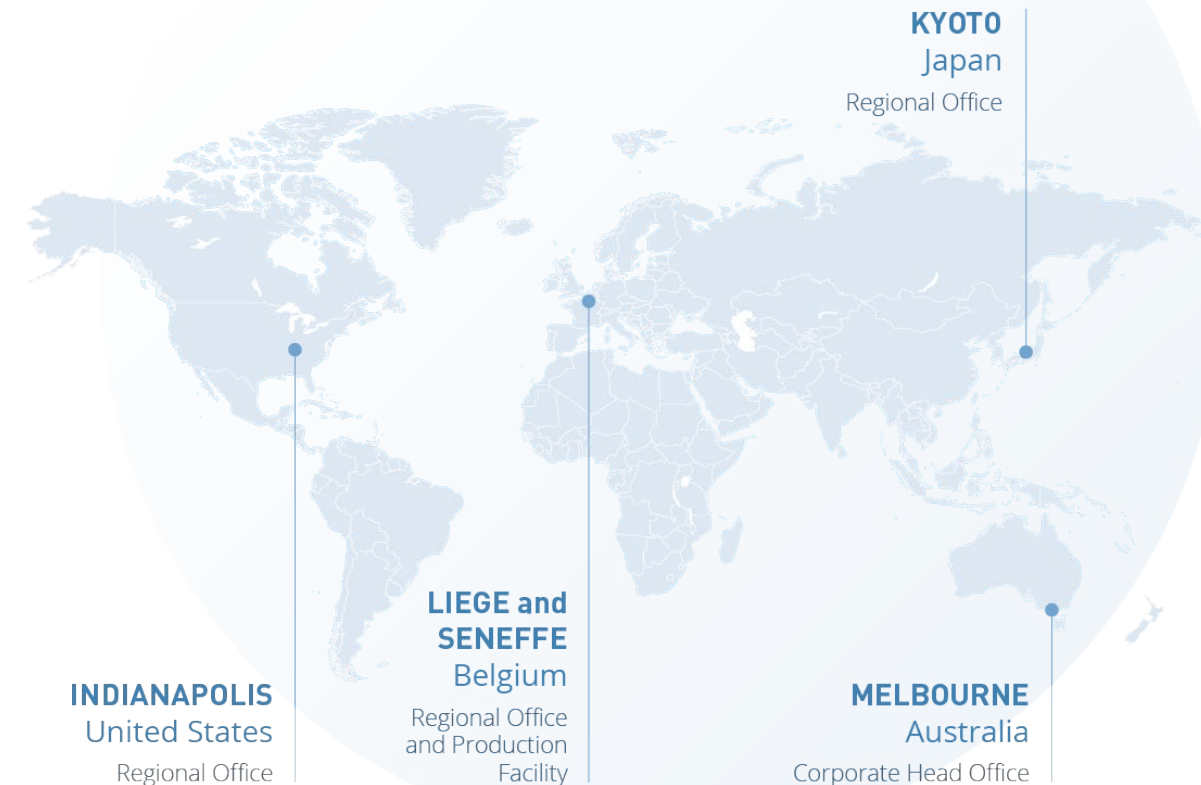 KYOTO
Japan
Regional Office
LIEGE and
SENEFFE
Belgium
Regional Office
and Production
Facility
INDIANAPOLIS
United States
Regional Office
MELBOURNE
Australia
Corporate Head Office